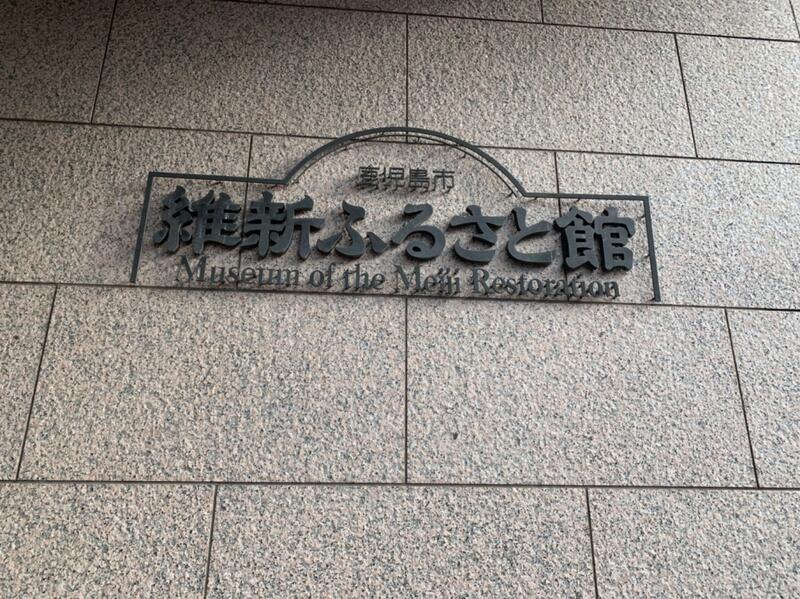 鹿児島市
維新ふるさと館
Museum of the Meiji Restoration